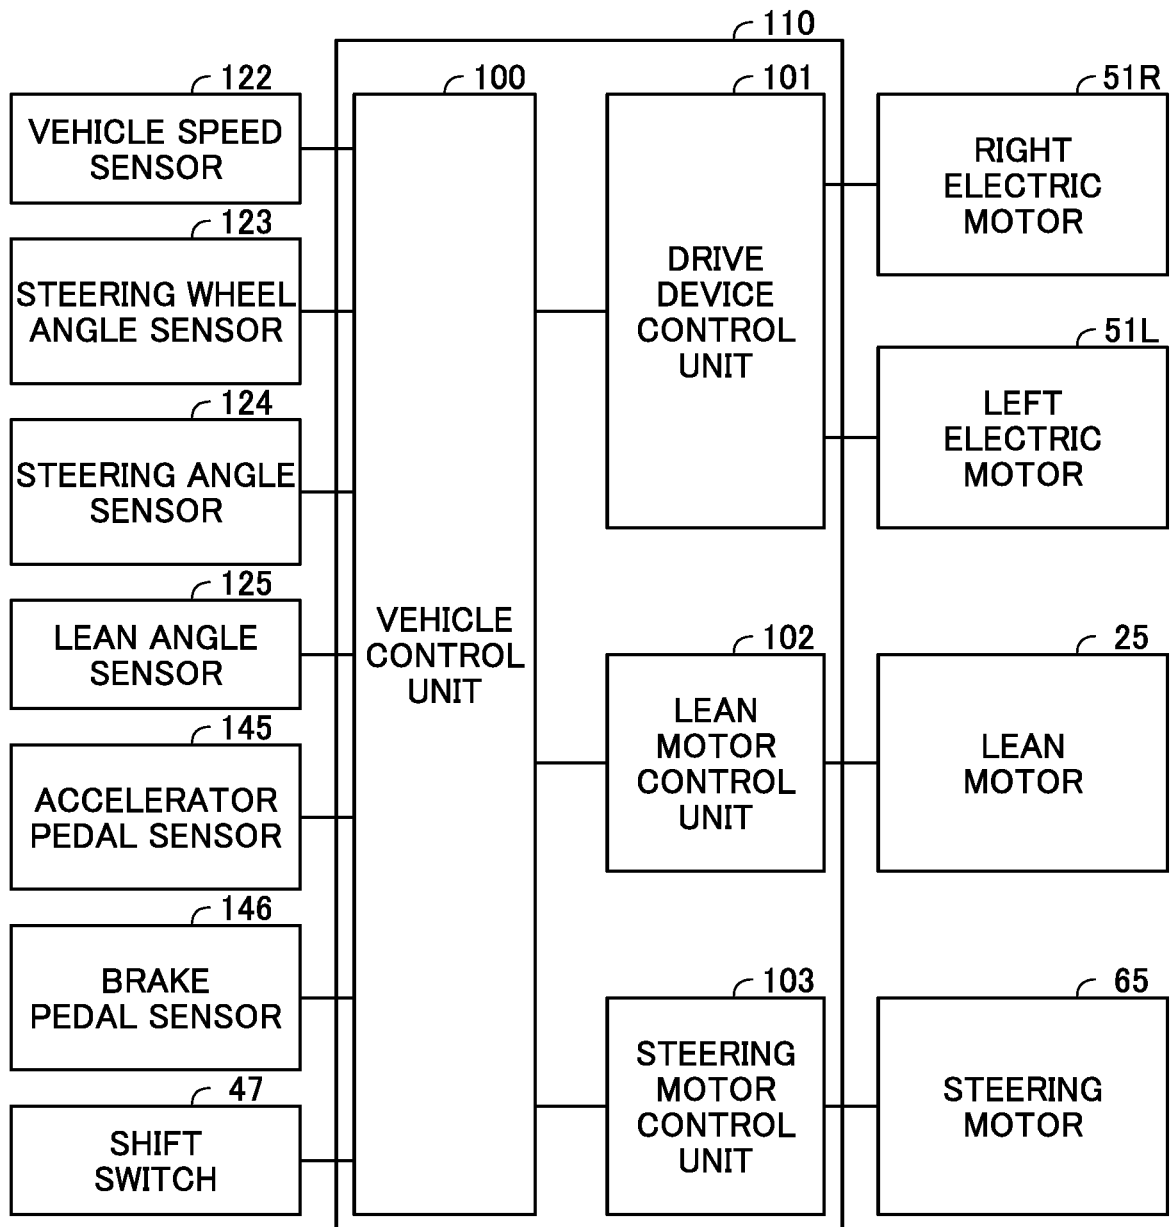 110
122
VEHICLE SPEED
SENSOR
123
STEERING WHEEL
ANGLE SENSOR
124
STEERING ANGLE
SENSOR
125
LEAN ANGLE
SENSOR
145
ACCELERATOR
PEDAL SENSOR
146
BRAKE
PEDAL SENSOR
47
SHIFT
SWITCH
100
VEHICLE
CONTROL
UNIT
101
DRIVE
DEVICE
CONTROL
UNIT
102
LEAN
MOTOR
CONTROL
UNIT
103
STEERING
MOTOR
CONTROL
UNIT
51R
RIGHT
ELECTRIC
MOTOR
51L
LEFT
ELECTRIC
MOTOR
25
LEAN
MOTOR
65
STEERING
MOTOR